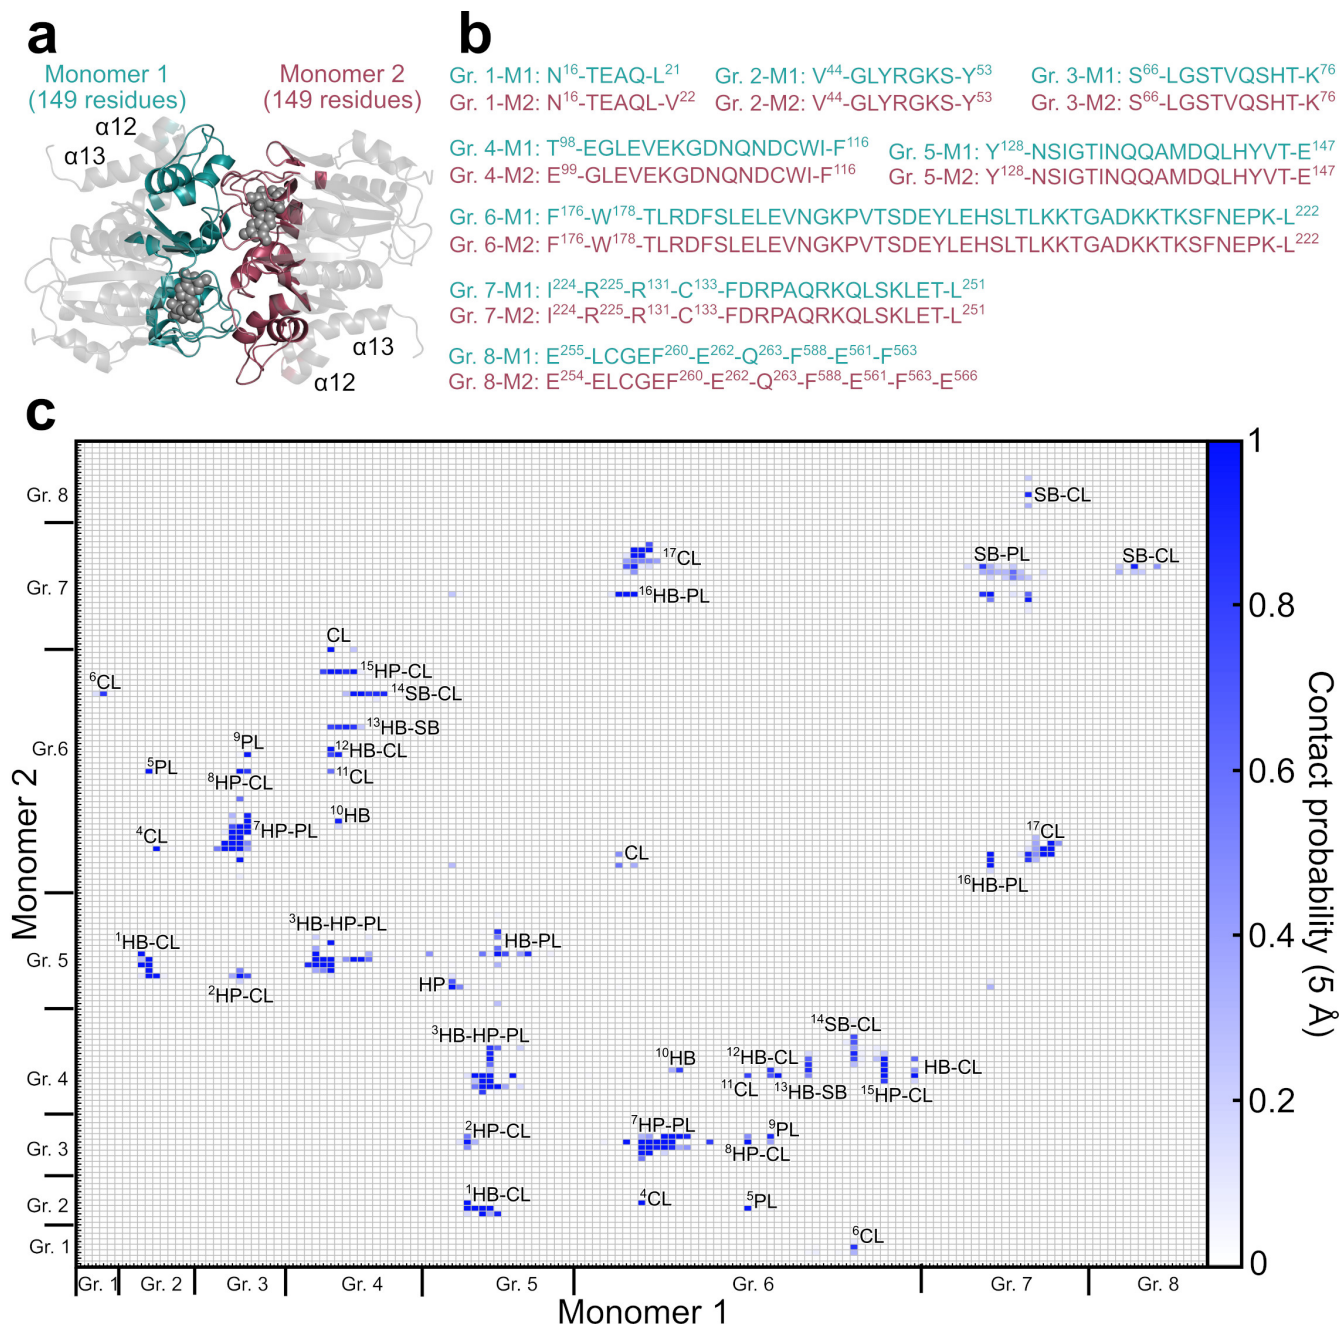 a
b
Monomer 1
(149 residues)
Monomer 2
(149 residues)
α12
α13
α13
α12
Gr. 1-M1: N¹⁶-TEAQ-L²¹
Gr. 1-M2: N¹⁶-TEAQL-V²²
Gr. 2-M1: V⁴⁴-GLYRGKS-Y⁵³
Gr. 2-M2: V⁴⁴-GLYRGKS-Y⁵³
Gr. 3-M1: S⁶⁶-LGSTVQSHT-K⁷⁶
Gr. 3-M2: S⁶⁶-LGSTVQSHT-K⁷⁶
Gr. 4-M1: T⁹⁸-EGLEVEKGDNQNDCWI-F¹¹⁶
Gr. 4-M2: E⁹⁹-GLEVEKGDNQNDCWI-F¹¹⁶
Gr. 5-M1: Y¹²⁸-NSIGTINQQAMDQLHYVT-E¹⁴⁷
Gr. 5-M2: Y¹²⁸-NSIGTINQQAMDQLHYVT-E¹⁴⁷
Gr. 6-M1: F¹⁷⁶-W¹⁷⁸-TLRDFSLELEVNGKPVTSDEYLEHSLTLKKTGADKKTKSFNEPK-L²²²
Gr. 6-M2: F¹⁷⁶-W¹⁷⁸-TLRDFSLELEVNGKPVTSDEYLEHSLTLKKTGADKKTKSFNEPK-L²²²
Gr. 7-M1: I²²⁴-R²²⁵-R¹³¹-C¹³³-FDRPAQRKQLSKLET-L²⁵¹
Gr. 7-M2: I²²⁴-R²²⁵-R¹³¹-C¹³³-FDRPAQRKQLSKLET-L²⁵¹
Gr. 8-M1: E²⁵⁵-LCGEF²⁶⁰-E²⁶²-Q²⁶³-F⁵⁸⁸-E⁵⁶¹-F⁵⁶³
Gr. 8-M2: E²⁵⁴-ELCGEF²⁶⁰-E²⁶²-Q²⁶³-F⁵⁸⁸-E⁵⁶¹-F⁵⁶³-E⁵⁶⁶
c
Monomer 2
Gr. 8
Gr. 7
Gr.6
Gr. 5
Gr. 4
Gr. 3
Gr. 2
Gr. 1
SB-CL
¹⁷CL
SB-PL
SB-CL
¹⁶HB-PL
CL
¹⁵HP-CL
⁶CL
¹⁴SB-CL
¹³HB-SB
⁹PL
¹²HB-CL
⁵PL
⁸HP-CL
¹¹CL
¹⁰HB
⁷HP-PL
⁴CL
CL
¹⁷CL
¹⁶HB-PL
³HB-HP-PL
¹HB-CL
HB-PL
²HP-CL
HP
¹⁴SB-CL
³HB-HP-PL
¹⁰HB
¹²HB-CL
HB-CL
¹¹CL
¹³HB-SB
¹⁵HP-CL
²HP-CL
⁷HP-PL
⁹PL
⁸HP-CL
¹HB-CL
⁴CL
⁵PL
⁶CL
Gr. 1
Gr. 2
Gr. 3
Gr. 4
Gr. 5
Gr. 6
Gr. 7
Gr. 8
Monomer 1
1
0.8
0.6
0.4
0.2
0
Contact probability (5 Å)